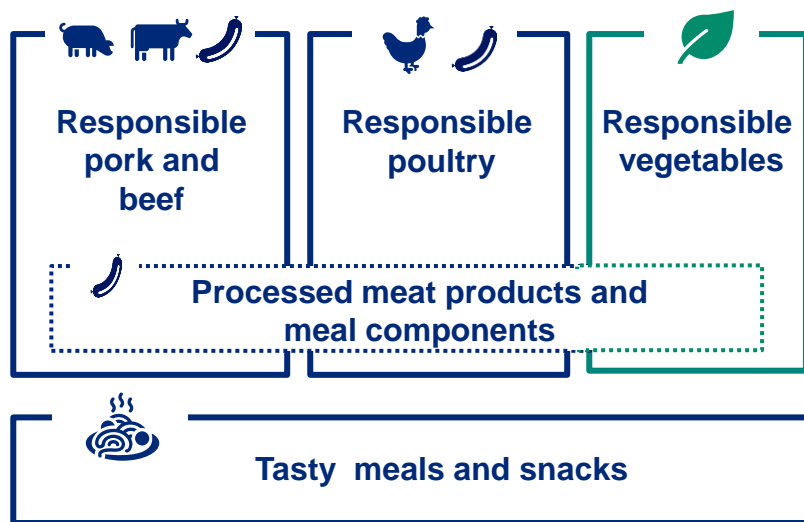 Responsible
pork and
beef
Responsible
poultry
Responsible
vegetables
Processed meat products and
meal components
Tasty meals and snacks